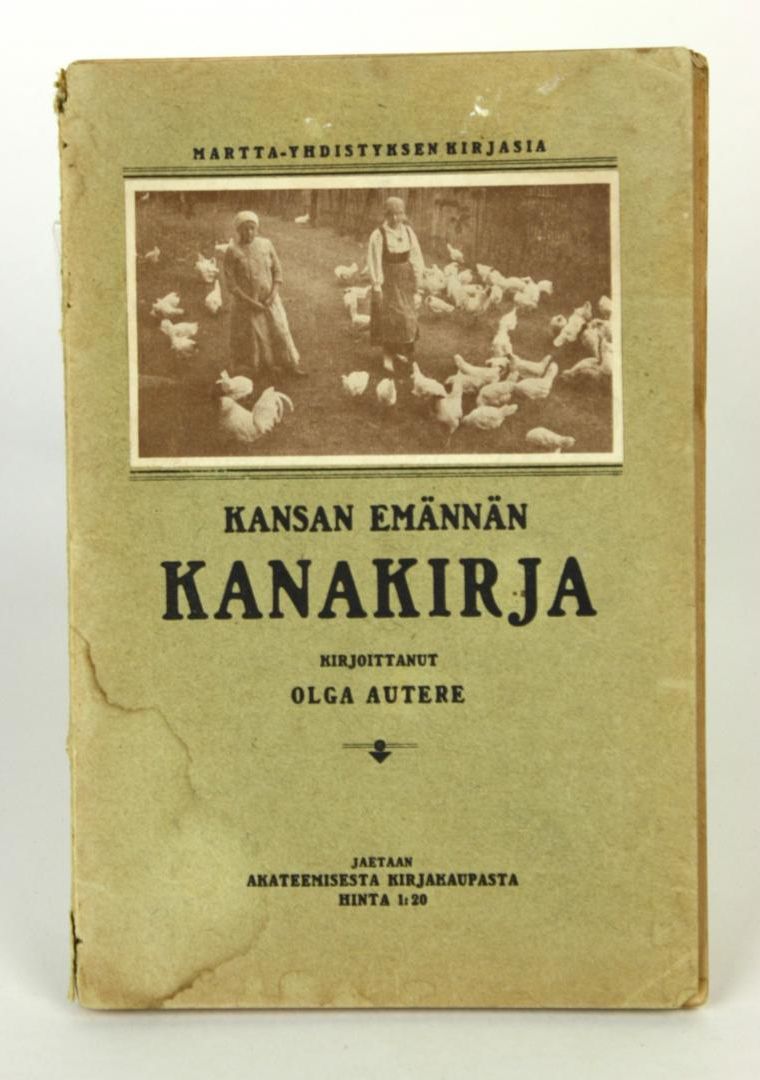 MARTTA-YHDISTYKSEN KIRJASIA
KANSAN EMÄNNÄN
KANAKIRJA
KIRJOITTANUT
OLGA AUTERE
JAETAAN
AKATEEMISESTA KIRJAKAUPASTA
HINTA 1:20